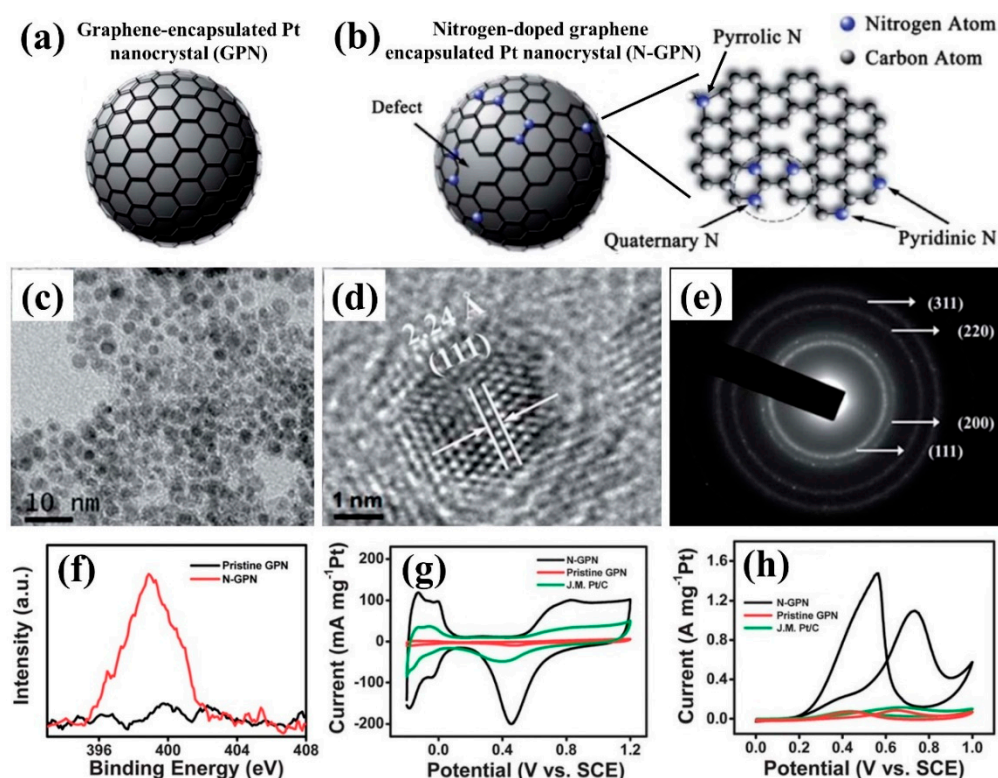 (a) Graphene-encapsulated Pt
nanocrystal (GPN)
(b) Nitrogen-doped graphene
encapsulated Pt nanocrystal (N-GPN)
Defect
Pyrrolic N
Nitrogen Atom
Carbon Atom
Quaternary N
Pyridinic N
(c)
10 nm
(d)
2.24 Å
(111)
1 nm
(e)
(311)
(220)
(200)
(111)
(f)
Pristine GPN
N-GPN
Intensity (a.u.)
396 400 404 408
Binding Energy (eV)
(g)
N-GPN
Pristine GPN
J.M. Pt/C
Current (mA mg⁻¹Pt)
200
100
0
-100
-200
0.0 0.4 0.8 1.2
Potential (V vs. SCE)
(h)
N-GPN
Pristine GPN
J.M. Pt/C
Current (A mg⁻¹Pt)
1.8
1.2
0.6
0.0
0.0 0.2 0.4 0.6 0.8 1.0
Potential (V vs. SCE)